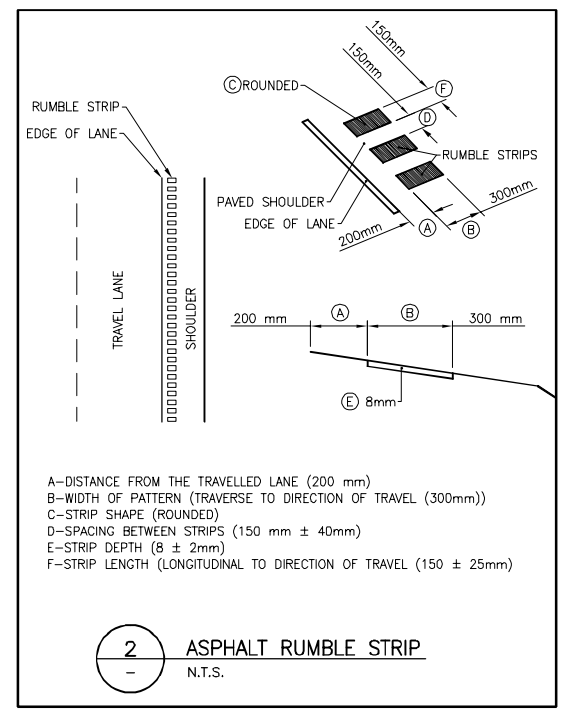 150mm
150mm
F
C ROUNDED
D
RUMBLE STRIP
EDGE OF LANE
RUMBLE STRIPS
PAVED SHOULDER
EDGE OF LANE
300mm
200mm
A
B
TRAVEL LANE
SHOULDER
200 mm
A
B
300 mm
E 8mm
A-DISTANCE FROM THE TRAVELLED LANE (200 mm)
B-WIDTH OF PATTERN (TRAVERSE TO DIRECTION OF TRAVEL (300mm))
C-STRIP SHAPE (ROUNDED)
D-SPACING BETWEEN STRIPS (150 mm ± 40mm)
E-STRIP DEPTH (8 ± 2mm)
F-STRIP LENGTH (LONGITUDINAL TO DIRECTION OF TRAVEL (150 ± 25mm)
2
-
ASPHALT RUMBLE STRIP
N.T.S.